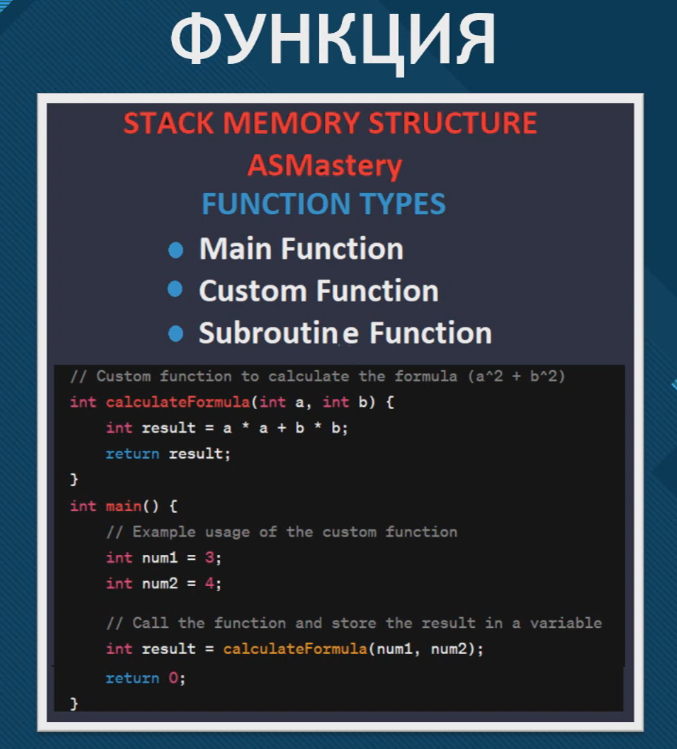 ФУНКЦИЯ
STACK MEMORY STRUCTURE
ASMastery
FUNCTION TYPES
● Main Function
● Custom Function
● Subroutine Function
// Custom function to calculate the formula (a^2 + b^2)
int calculateFormula(int a, int b) {
    int result = a * a + b * b;
    return result;
}
int main() {
    // Example usage of the custom function
    int num1 = 3;
    int num2 = 4;
    // Call the function and store the result in a variable
    int result = calculateFormula(num1, num2);
    return 0;
}